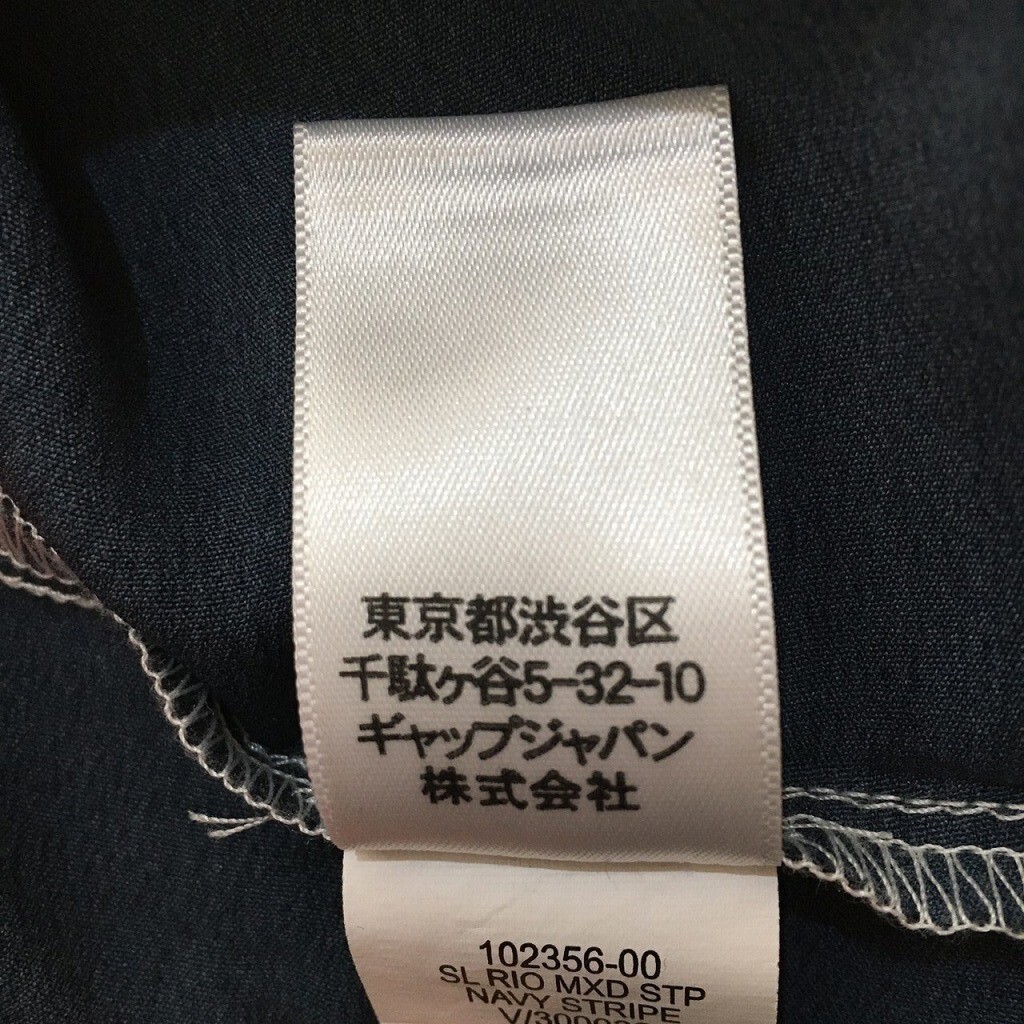 東京都渋谷区
千駄ヶ谷5-32-10
ギャップジャパン
株式会社
102356-00
SL RIO MXD STP
NAVY STRIPE